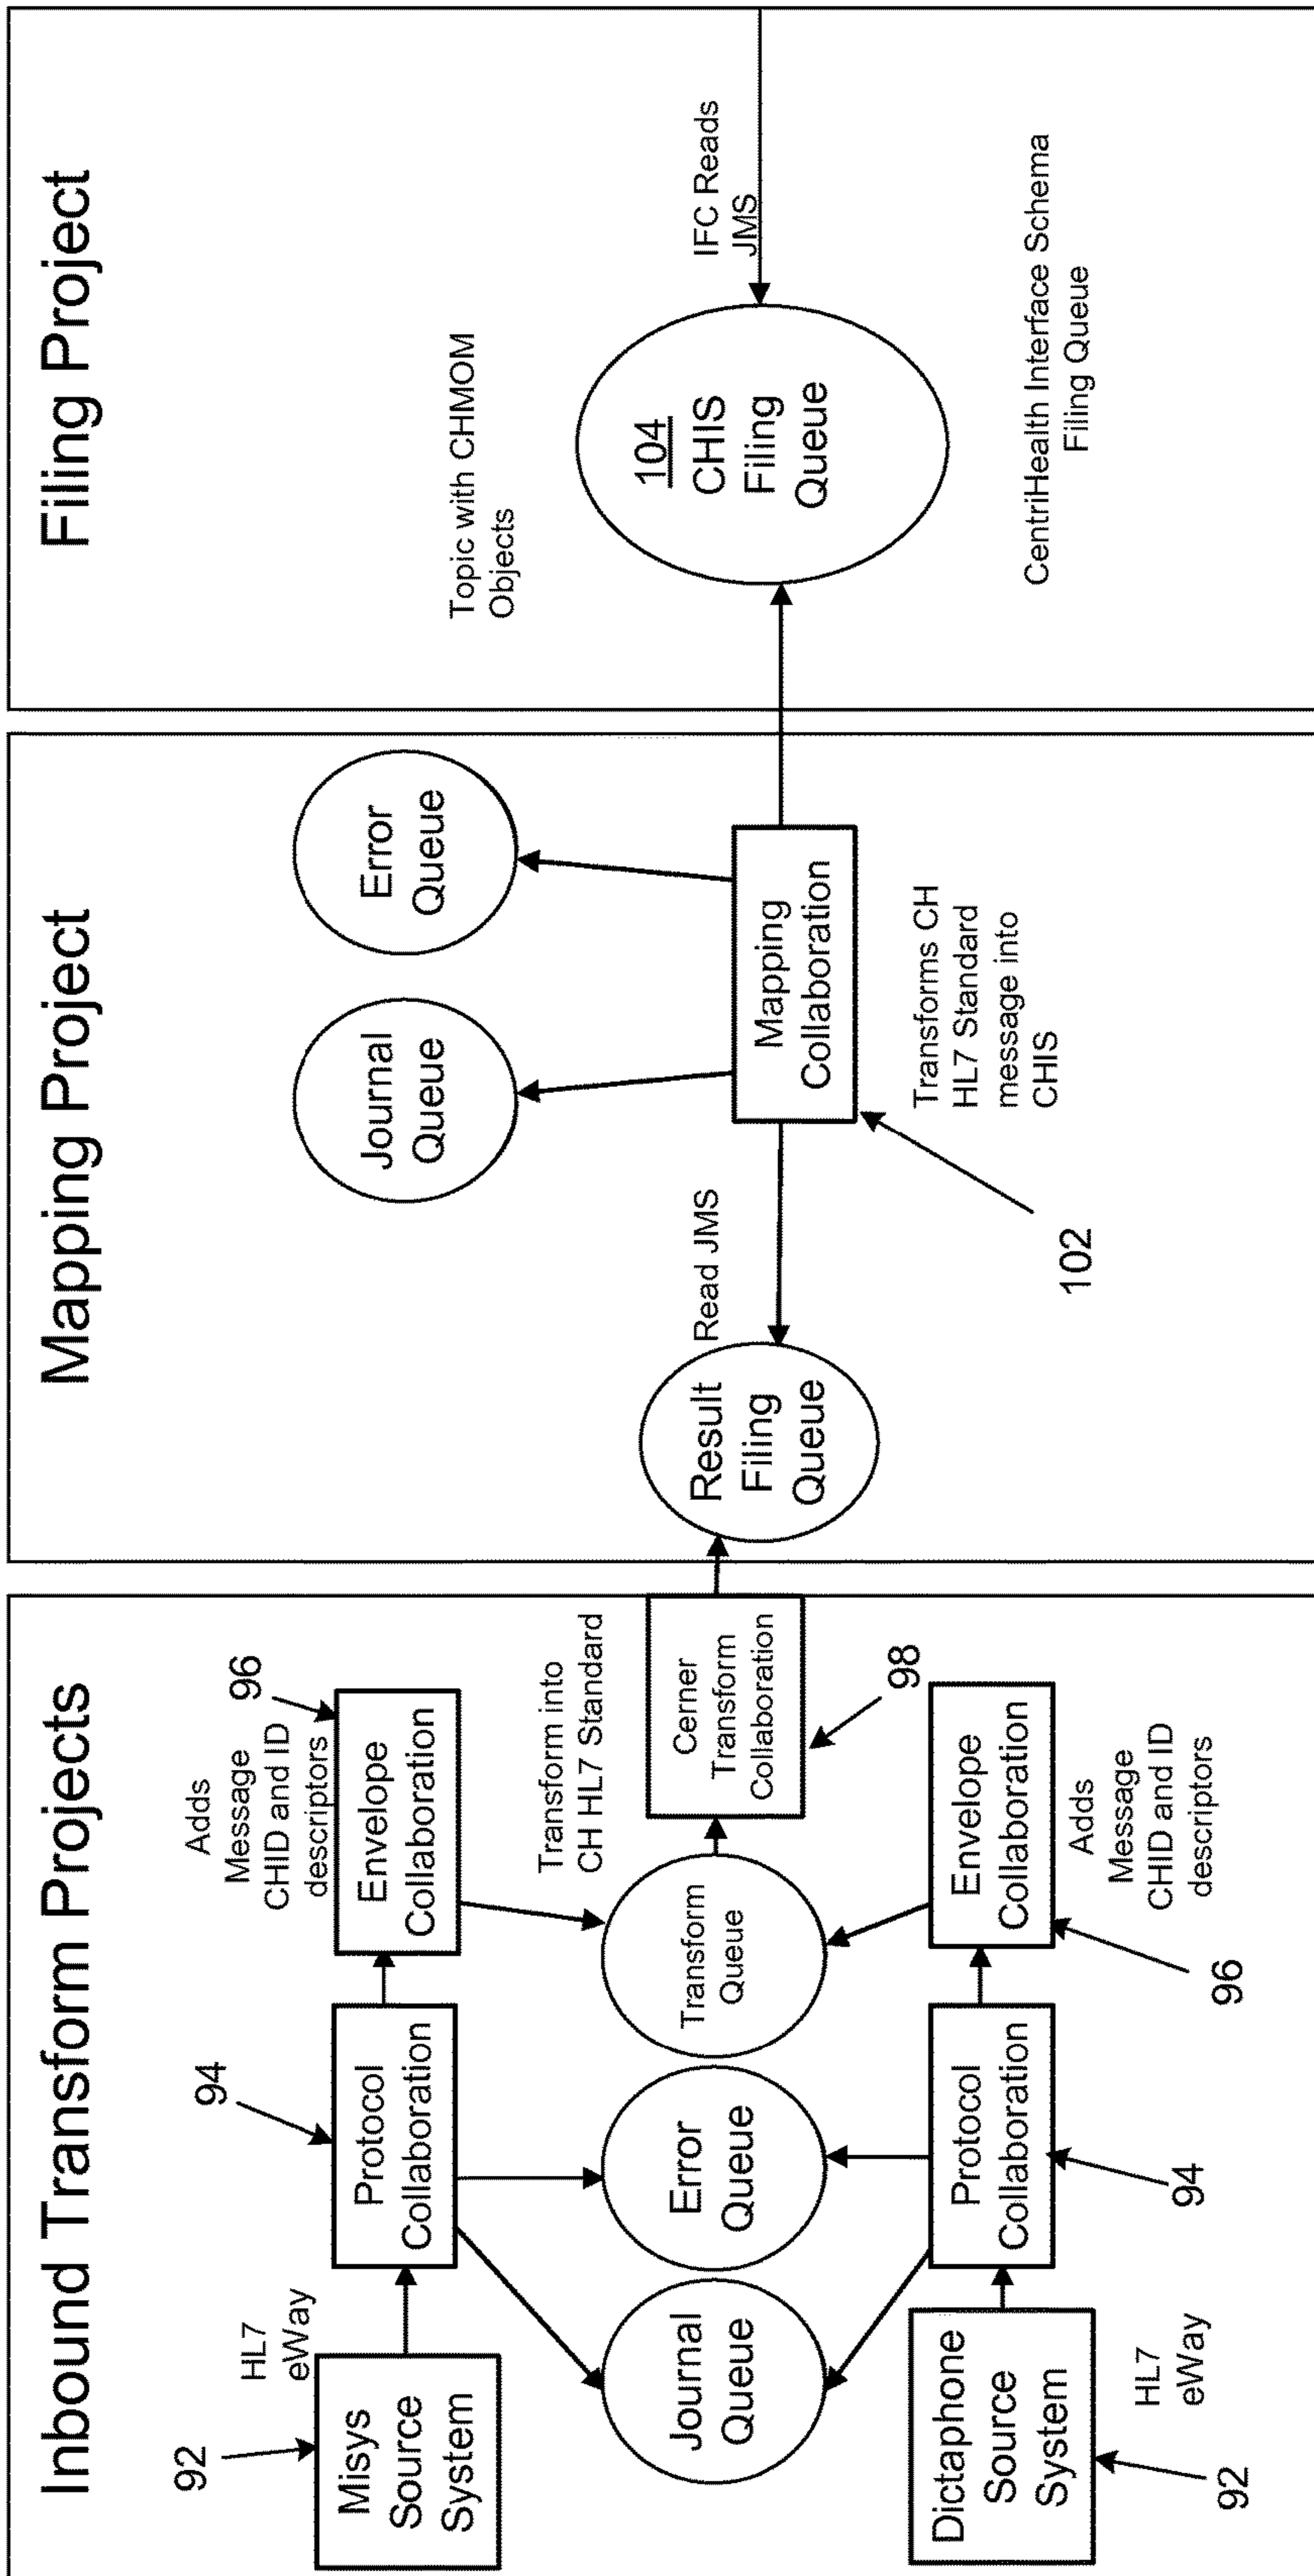 Inbound Transform Projects
92
Misys
Source
System
HL7
eWay
94
Protocol
Collaboration
Adds
Message
CHID and ID
descriptors
96
Envelope
Collaboration
Journal
Queue
Error
Queue
Transform
Queue
Transform into
CH HL7 Standard
Cerner
Transform
Collaboration
98
Dictaphone
Source
System
92
HL7
eWay
Protocol
Collaboration
94
Envelope
Collaboration
96
Adds
Message
CHID and ID
descriptors
Mapping Project
Journal
Queue
Error
Queue
Result
Filing
Queue
Read JMS
Mapping
Collaboration
Transforms CH
HL7 Standard
message into
CHIS
102
Filing Project
Topic with CHMOM
Objects
104
CHIS
Filing
Queue
IFC Reads
JMS
CentriHealth Interface Schema
Filing Queue